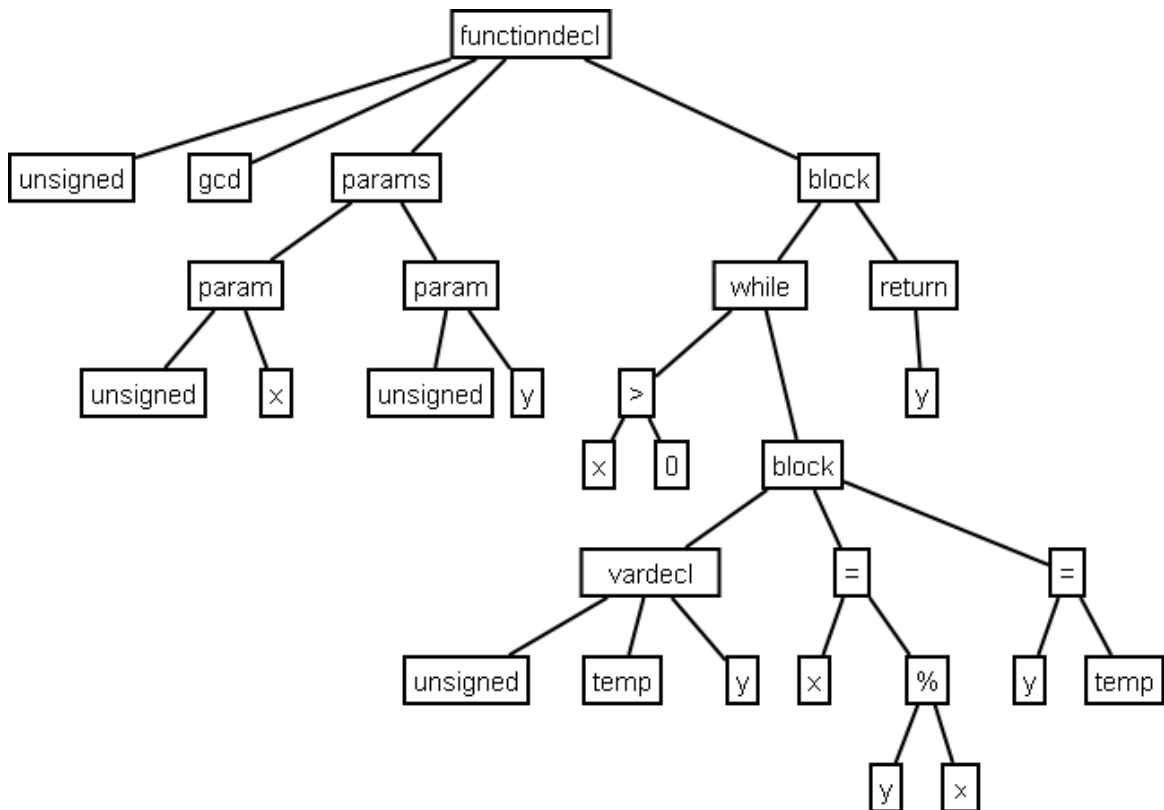 functiondecl
unsigned gcd params block
param param while return
unsigned x unsigned y > y
x 0 block
vardecl = =
unsigned temp y x % y temp
y x